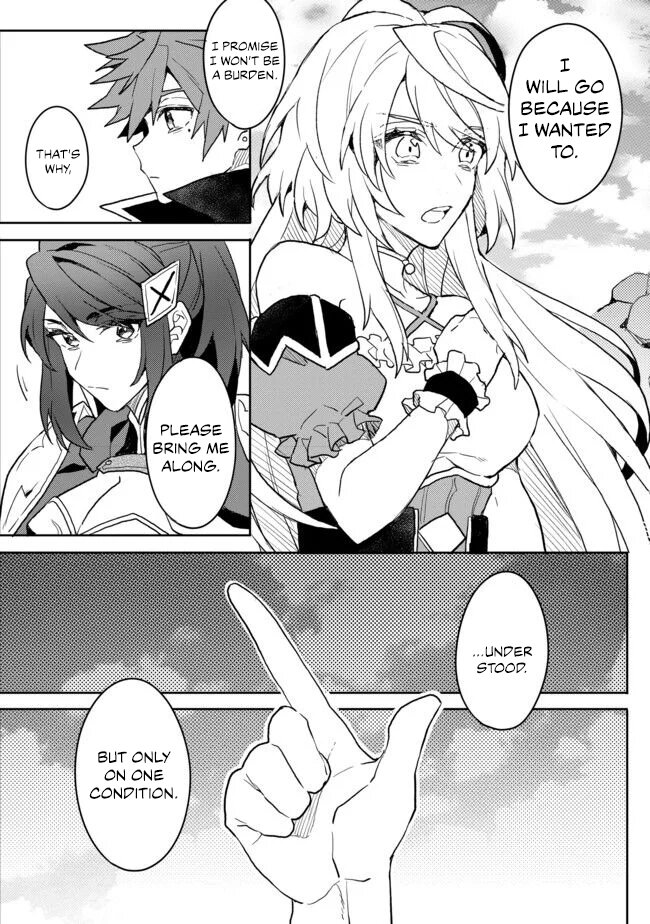 I
WILL GO
BECAUSE
I WANTED
TO.
I PROMISE
I WON'T BE
A BURDEN.
THAT'S
WHY,
PLEASE
BRING ME
ALONG.
...UNDER
STOOD.
BUT ONLY
ON ONE
CONDITION.